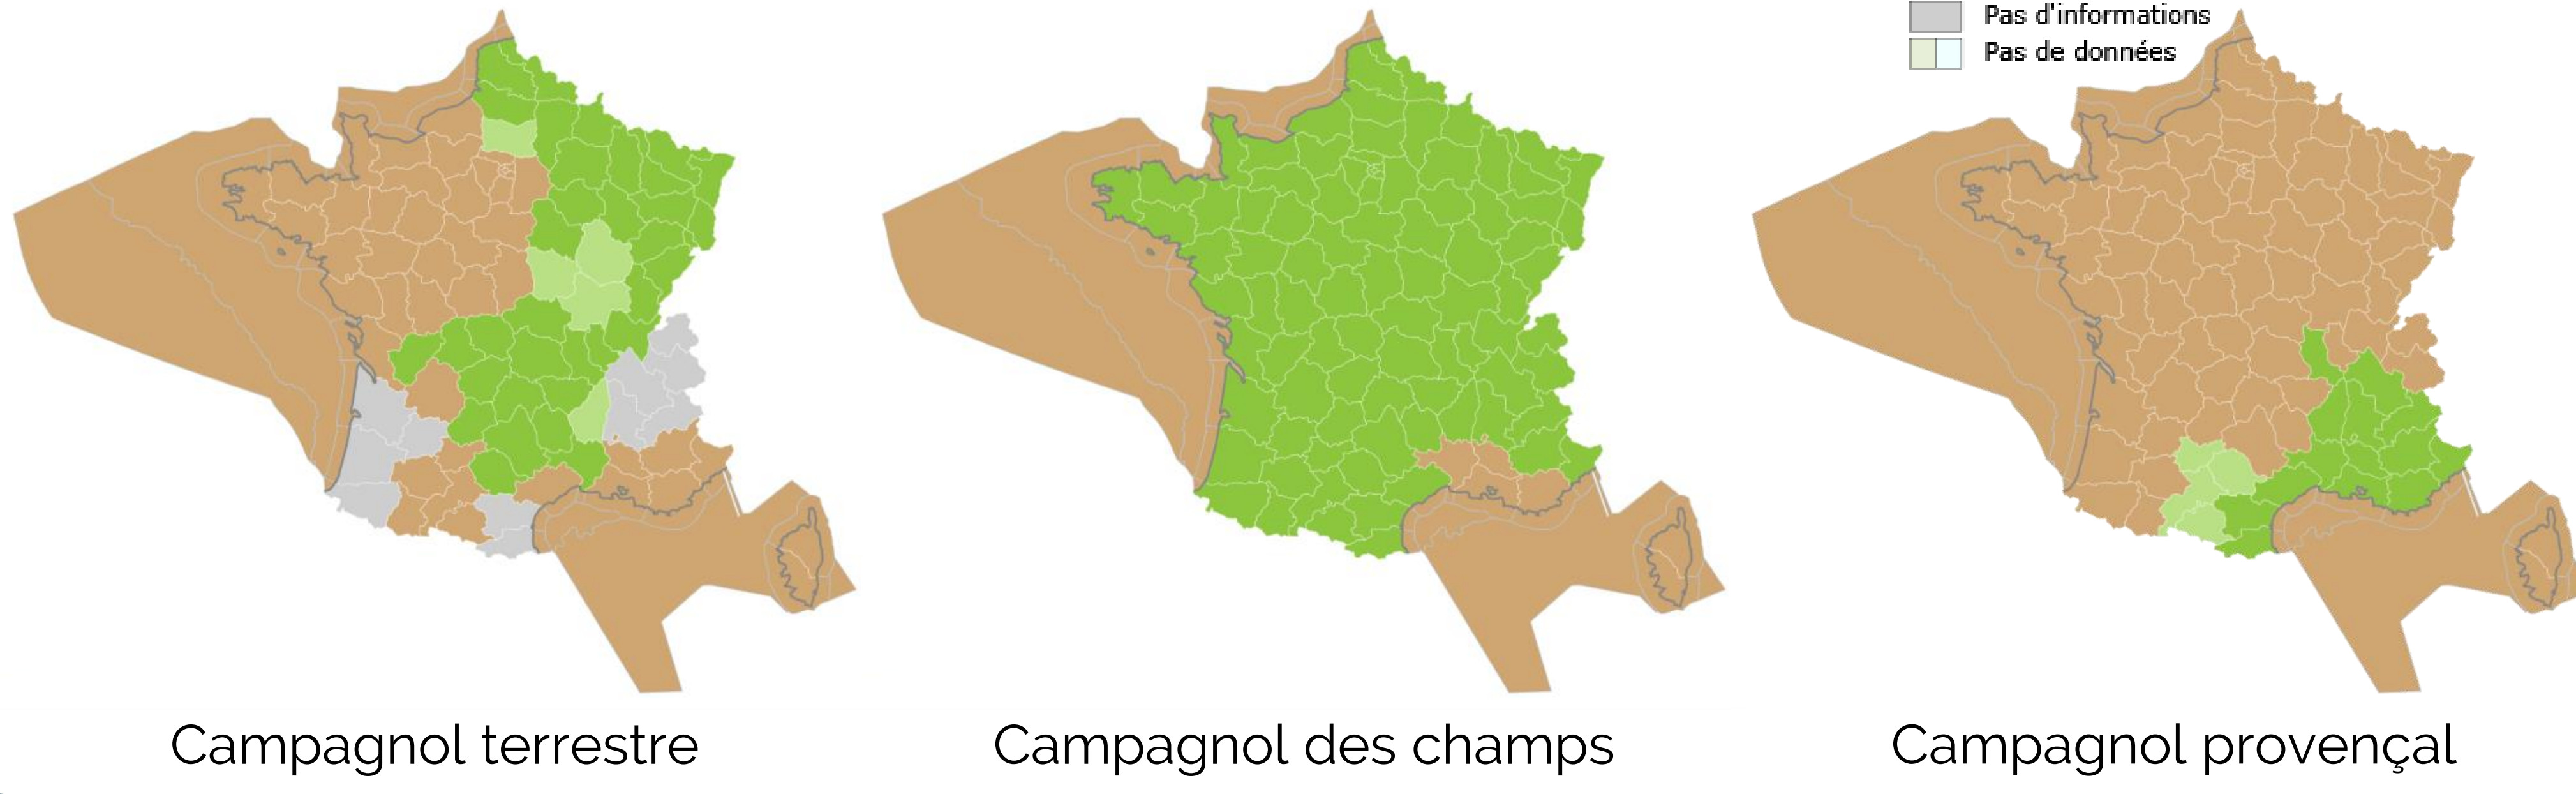 Pas d'informations
Pas de données
Campagnol terrestre
Campagnol des champs
Campagnol provençal